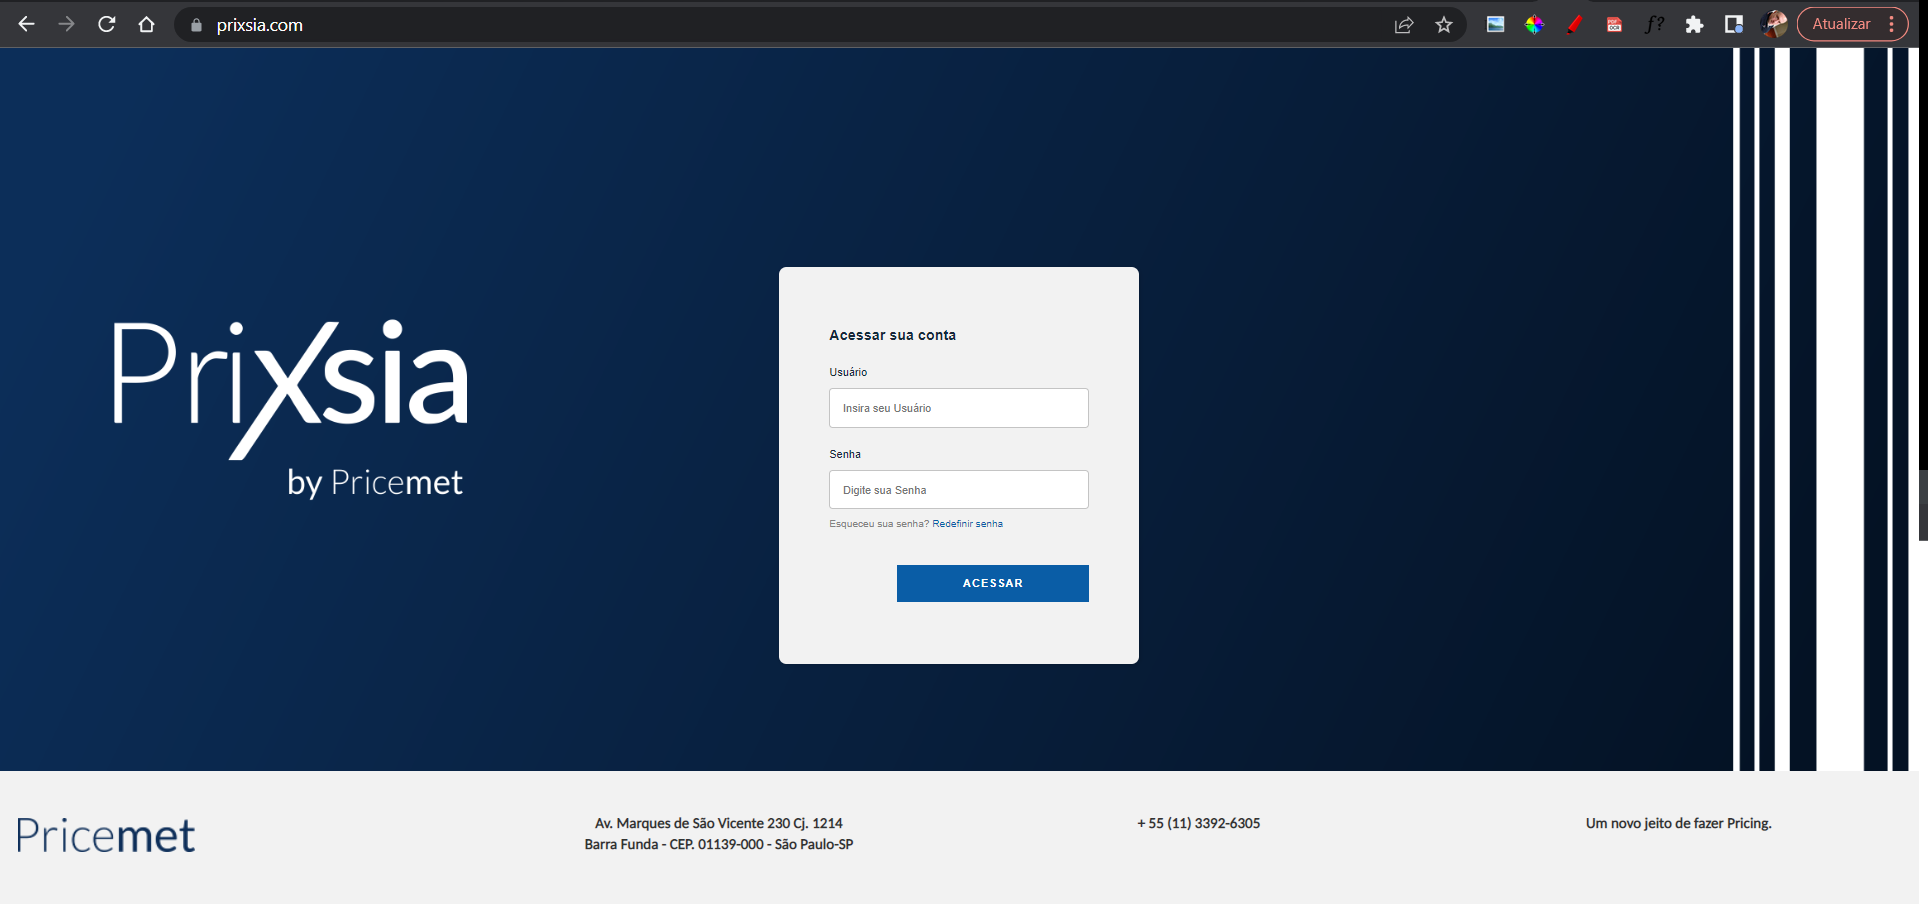 prixsia.com
Atualizar
PDF
OCR
f?
PriXsia
by Pricemet
Acessar sua conta
Usuário
Insira seu Usuário
Senha
Digite sua Senha
Esqueceu sua senha? Redefinir senha
ACESSAR
Pricemet
Av. Marques de São Vicente 230 Cj. 1214
Barra Funda - CEP. 01139-000 - São Paulo-SP
+ 55 (11) 3392-6305
Um novo jeito de fazer Pricing.